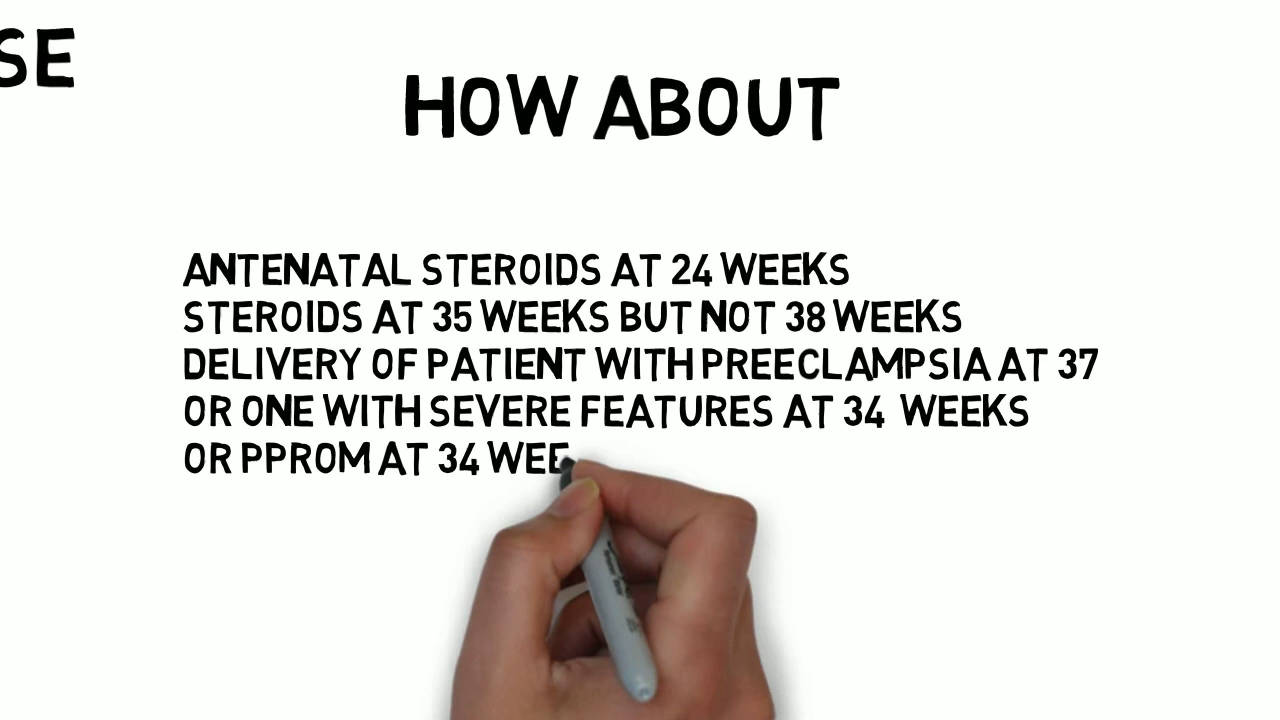 SE
HOW ABOUT
ANTENATAL STEROIDS AT 24 WEEKS
STEROIDS AT 35 WEEKS BUT NOT 38 WEEKS
DELIVERY OF PATIENT WITH PREECLAMPSIA AT 37
OR ONE WITH SEVERE FEATURES AT 34 WEEKS
OR PPROM AT 34 WEE